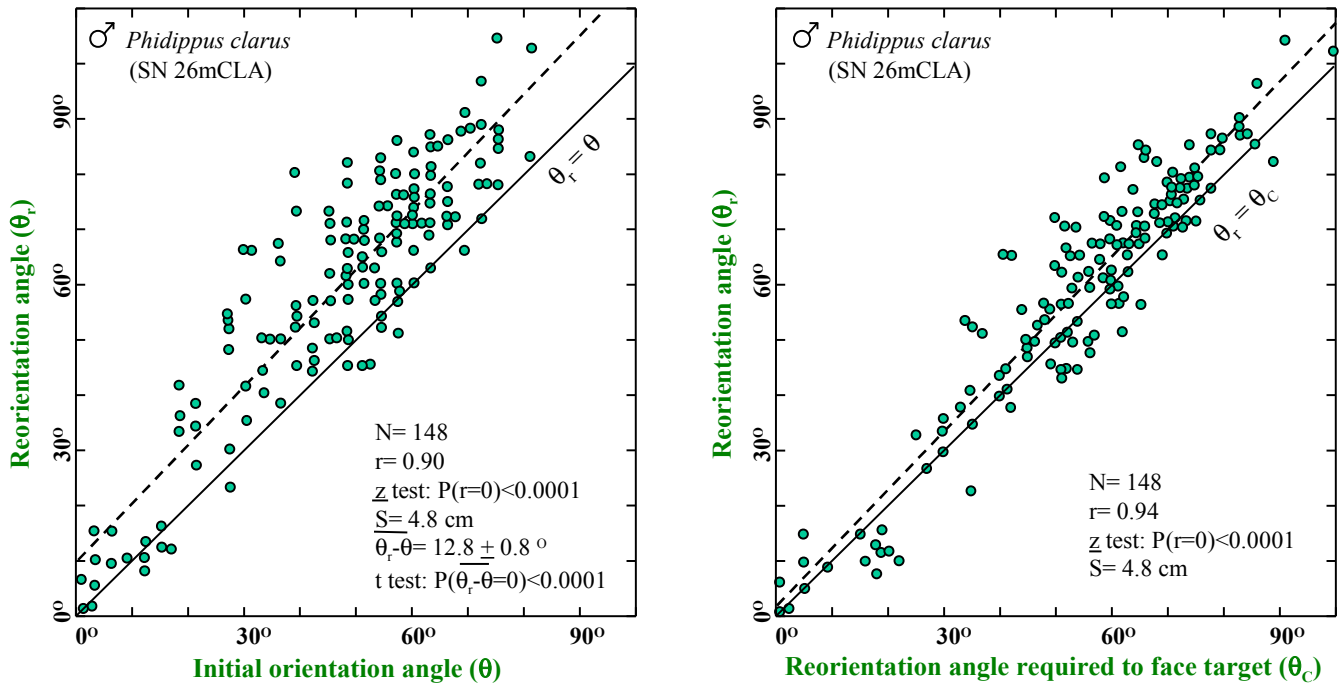 ♂ Phidippus clarus
(SN 26mCLA)
θr = θ
N= 148
r= 0.90
z test: P(r=0)<0.0001
S= 4.8 cm
θr-θ= 12.8 ± 0.8 °
t test: P(θr-θ=0)<0.0001
Reorientation angle (θr)
0° 30° 60° 90°
0° 30° 60° 90°
Initial orientation angle (θ)
♂ Phidippus clarus
(SN 26mCLA)
θr = θC
N= 148
r= 0.94
z test: P(r=0)<0.0001
S= 4.8 cm
Reorientation angle (θr)
0° 30° 60° 90°
0° 30° 60° 90°
Reorientation angle required to face target (θC)